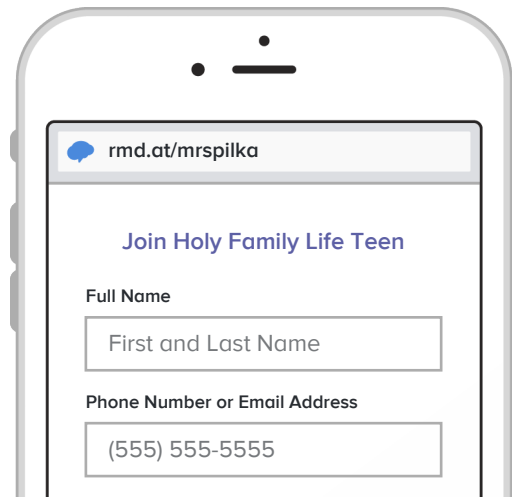 rmd.at/mrspilka
Join Holy Family Life Teen
Full Name
First and Last Name
Phone Number or Email Address
(555) 555-5555